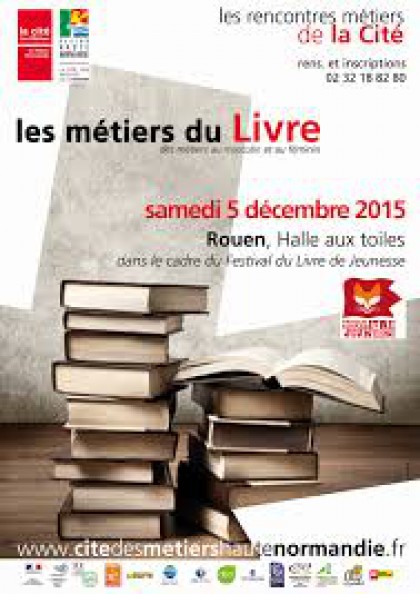 la cité
les rencontres métiers
de la Cité
rens. et inscriptions
02 32 18 82 80
les métiers du Livre
des métiers au masculin et au féminin
samedi 5 décembre 2015
Rouen, Halle aux toiles
dans le cadre du Festival du Livre de Jeunesse
www.citedesmetiershautenormandie.fr